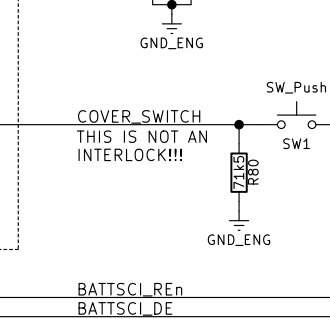 GND_ENG
SW_Push
COVER_SWITCH
THIS IS NOT AN
INTERLOCK!!!
SW1
71k5
R80
GND_ENG
BATTSCI_REn
BATTSCI_DE